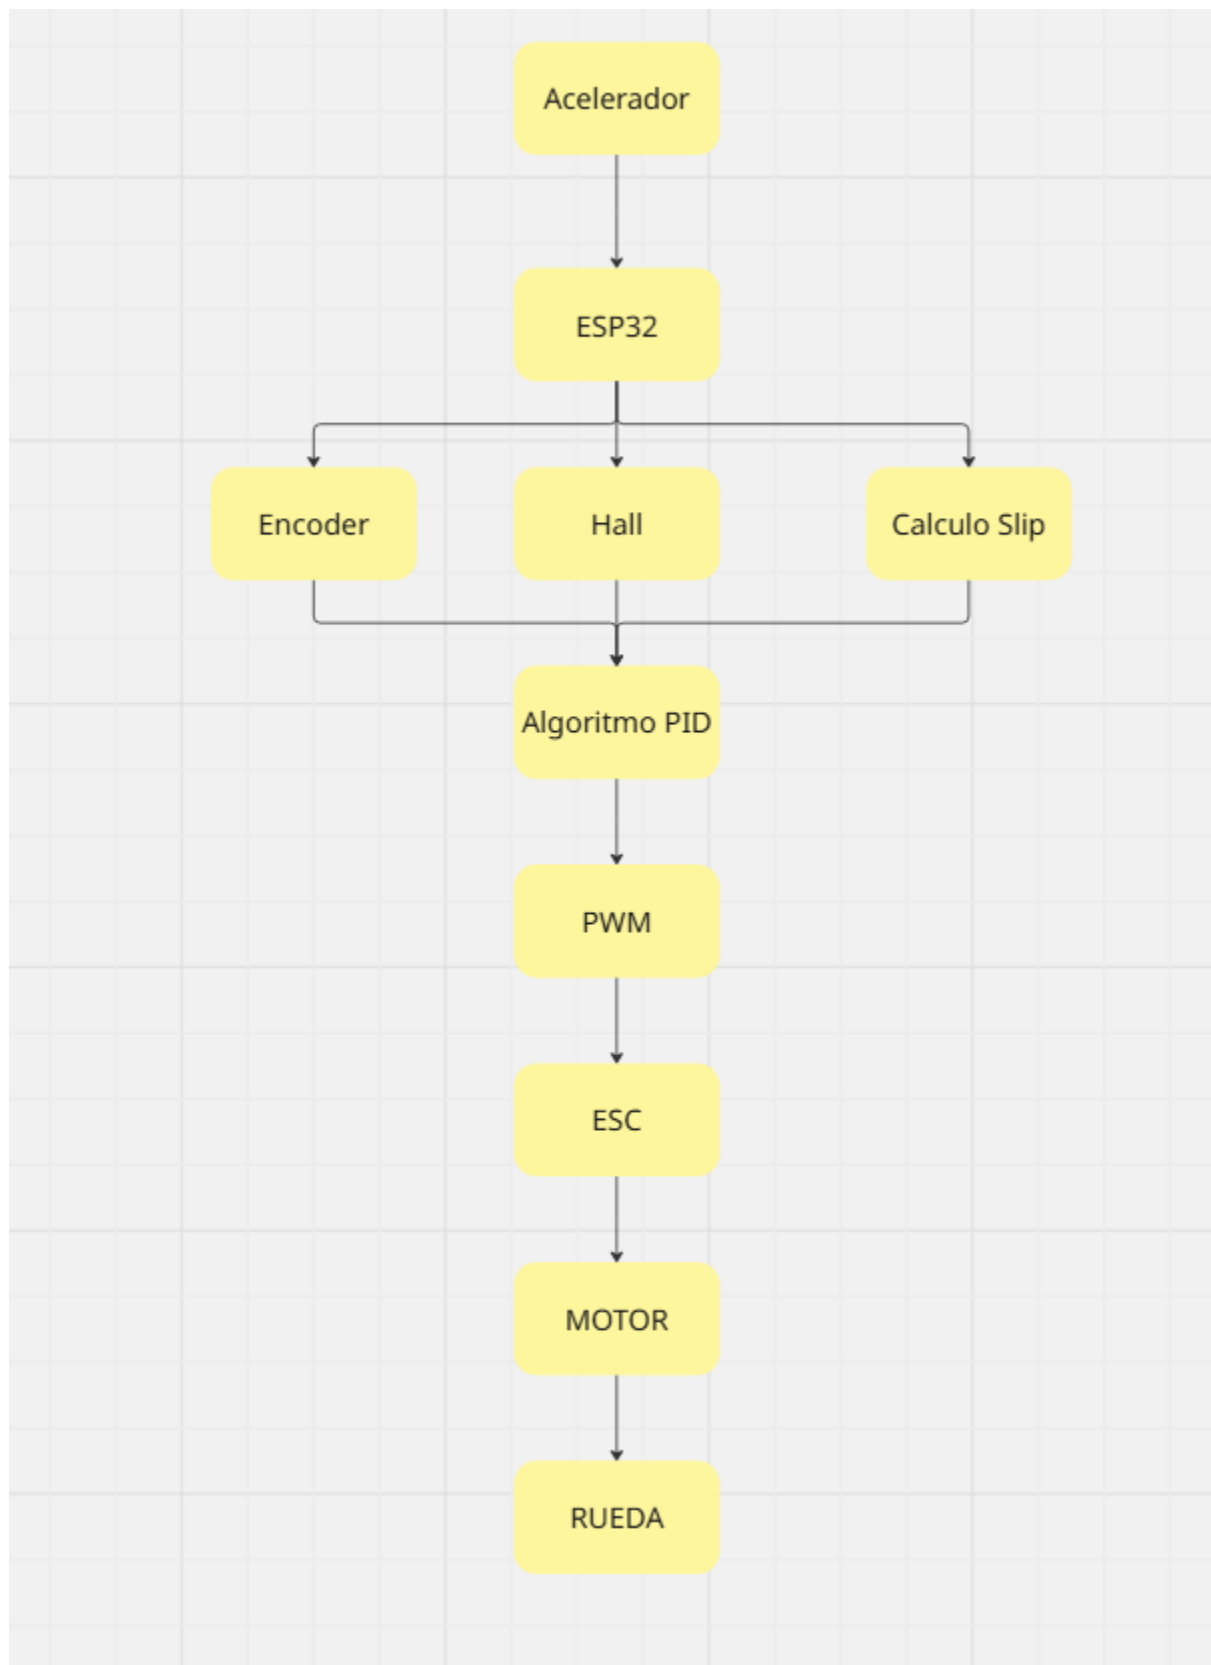 Acelerador
ESP32
Encoder
Hall
Calculo Slip
Algoritmo PID
PWM
ESC
MOTOR
RUEDA